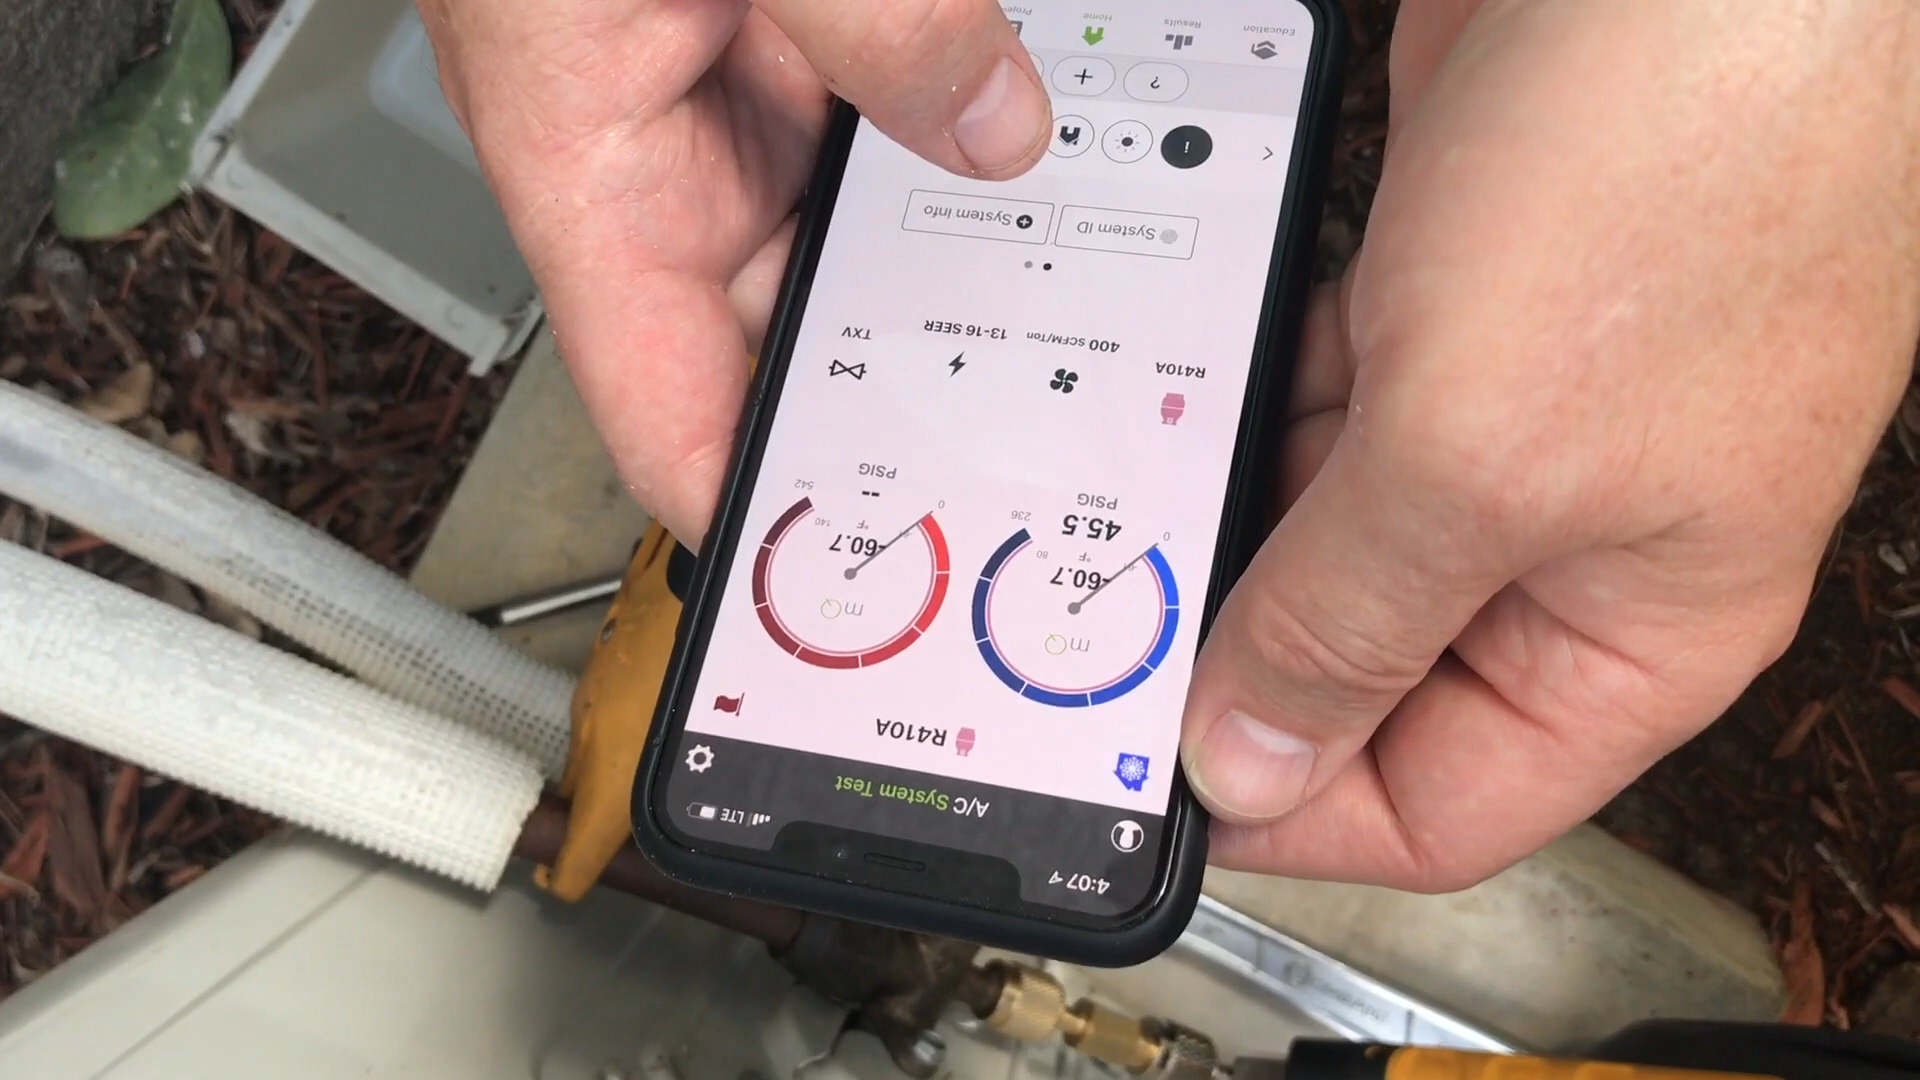 4:07
LTE
A/C System Test
R410A
-60.7
°F
45.5
PSIG
0
80
236
-60.7
°F
--
PSIG
0
140
542
R410A
400 SCFM/Ton
13-16 SEER
TXV
System ID
System Info
i
?
+
Education
Results
Home